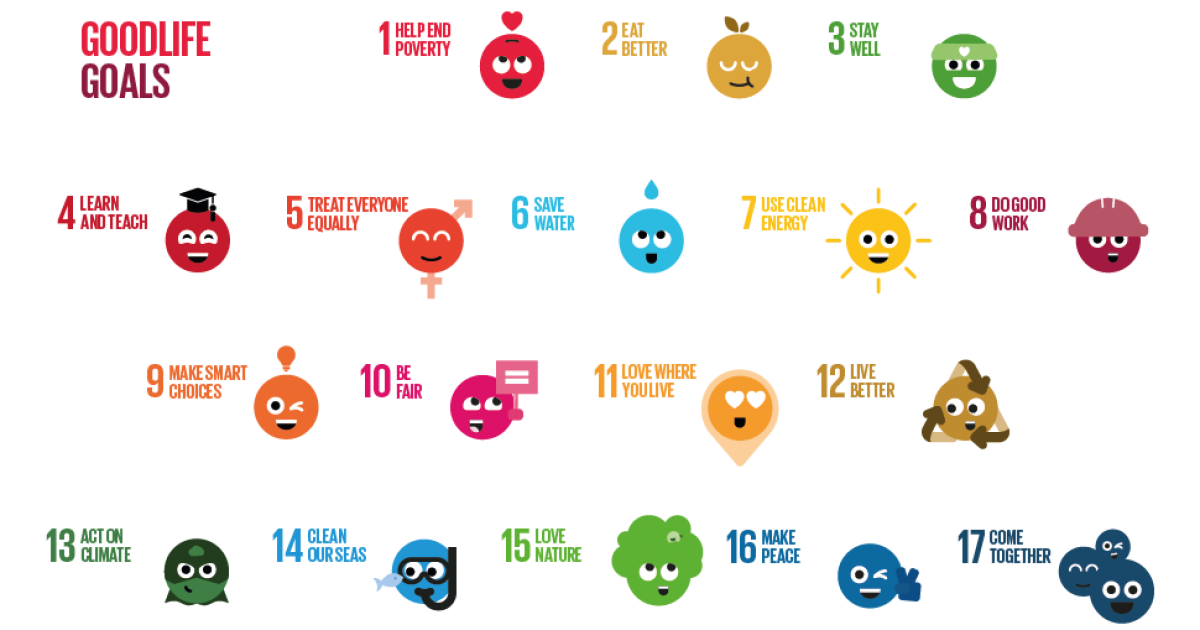 GOODLIFE
GOALS
1 HELP END
POVERTY
2 EAT
BETTER
3 STAY
WELL
4 LEARN
AND TEACH
5 TREAT EVERYONE
EQUALLY
6 SAVE
WATER
7 USE CLEAN
ENERGY
8 DO GOOD
WORK
9 MAKE SMART
CHOICES
10 BE
FAIR
11 LOVE WHERE
YOU LIVE
12 LIVE
BETTER
13 ACT ON
CLIMATE
14 CLEAN
OUR SEAS
15 LOVE
NATURE
16 MAKE
PEACE
17 COME
TOGETHER